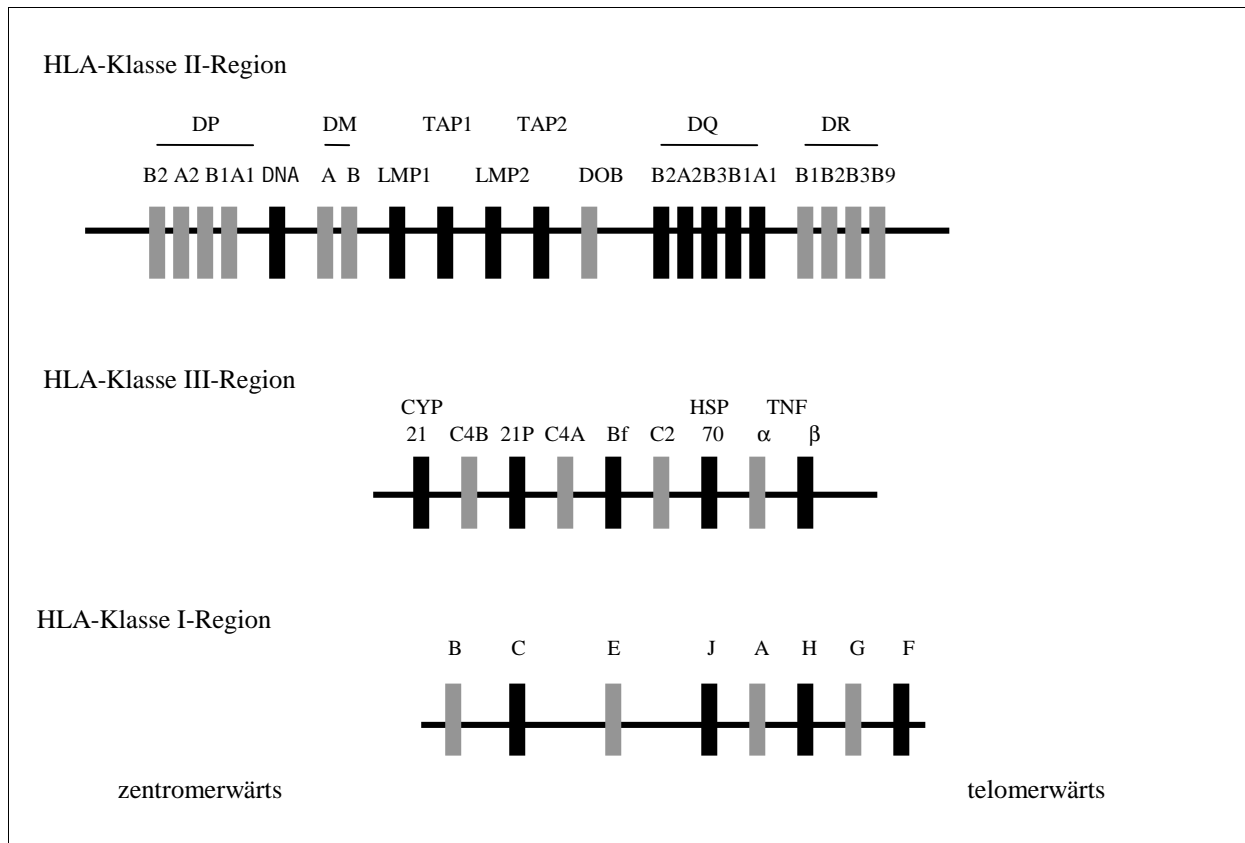 HLA-Klasse II-Region
DP DM TAP1 TAP2 DQ DR
B2 A2 B1A1 DNA A B LMP1 LMP2 DOB B2A2B3B1A1 B1B2B3B9
HLA-Klasse III-Region
CYP HSP TNF
21 C4B 21P C4A Bf C2 70 α β
HLA-Klasse I-Region
B C E J A H G F
zentromerwärts telomerwärts